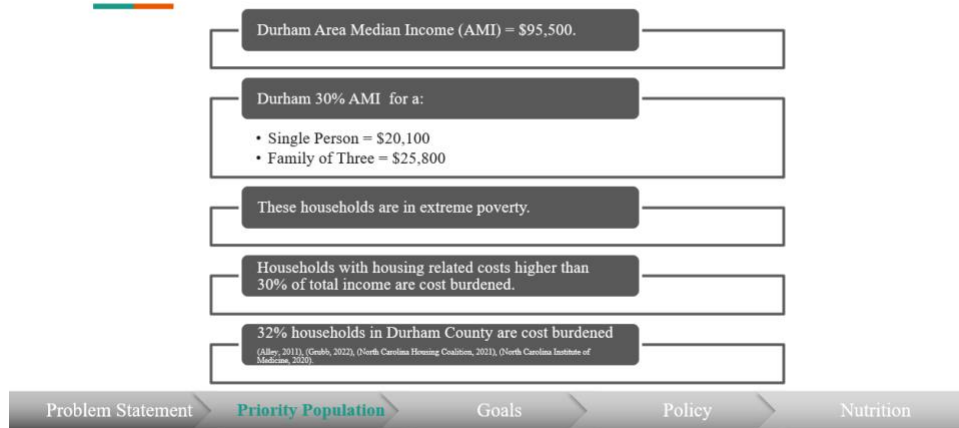 Durham Area Median Income (AMI) = $95,500.
Durham 30% AMI for a:
• Single Person = $20,100
• Family of Three = $25,800
These households are in extreme poverty.
Households with housing related costs higher than
30% of total income are cost burdened.
32% households in Durham County are cost burdened
(Alley, 2011), (Grubb, 2022), (North Carolina Housing Coalition, 2021), (North Carolina Institute of
Medicine, 2020).
Problem Statement
Priority Population
Goals
Policy
Nutrition